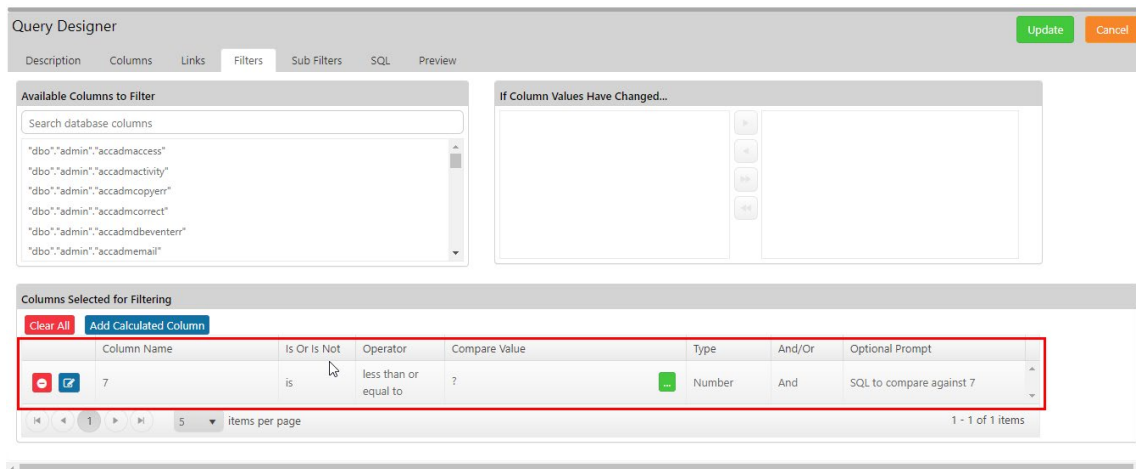 Query Designer
Update
Cancel
Description Columns Links Filters Sub Filters SQL Preview
Available Columns to Filter
Search database columns
"dbo"."admin"."accadmaccess"
"dbo"."admin"."accadmactivity"
"dbo"."admin"."accadmcopyerr"
"dbo"."admin"."accadmcorrect"
"dbo"."admin"."accadmdbeventerr"
"dbo"."admin"."accadmemail"
If Column Values Have Changed...
Columns Selected for Filtering
Clear All Add Calculated Column
Column Name Is Or Is Not Operator Compare Value Type And/Or Optional Prompt
7 is less than or equal to ? ... Number And SQL to compare against 7
1 5 items per page 1 - 1 of 1 items